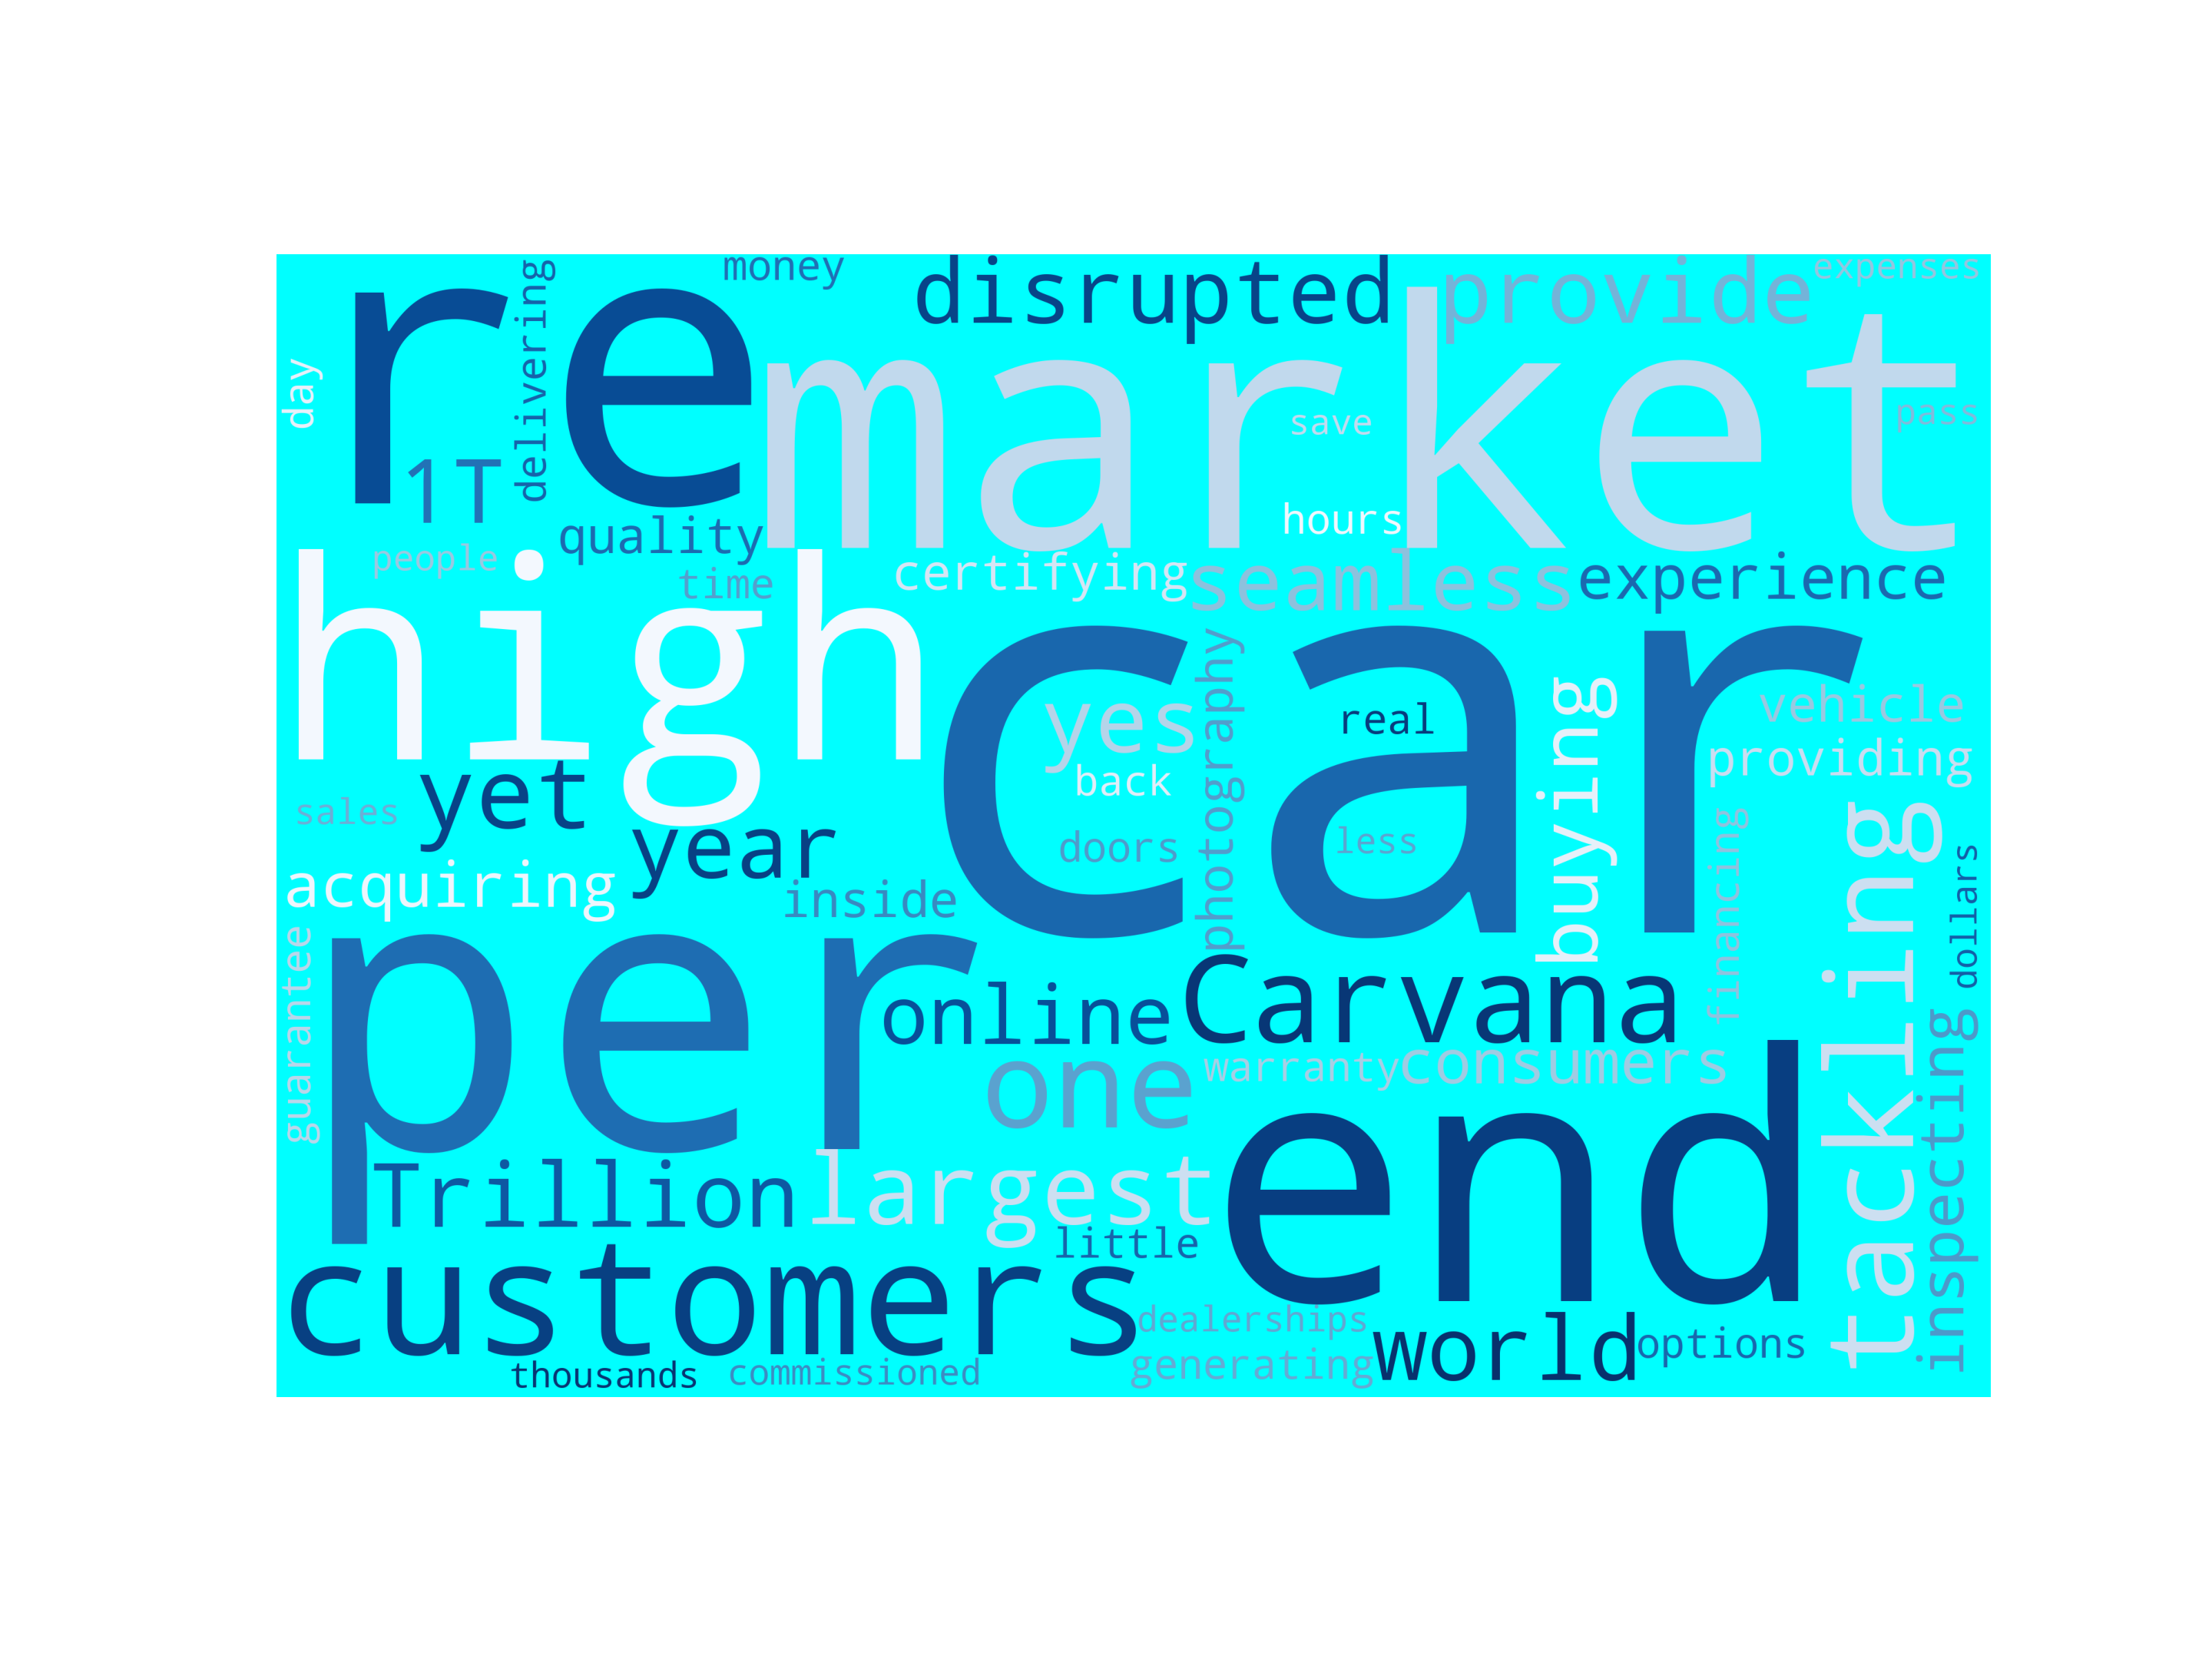 money
disrupted
provide
expenses
re
delivering
day
market
save
pass
1T
quality
hours
people
time
certifying
seamless
experience
high
car
yes
photography
real
buying
vehicle
back
providing
yet
sales
year
doors
less
financing
tackling
dollars
acquiring
inside
guarantee
per
online
Carvana
inspecting
one
warranty
consumers
end
Trillion
largest
little
customers
dealerships
world
options
thousands
commissioned
generating